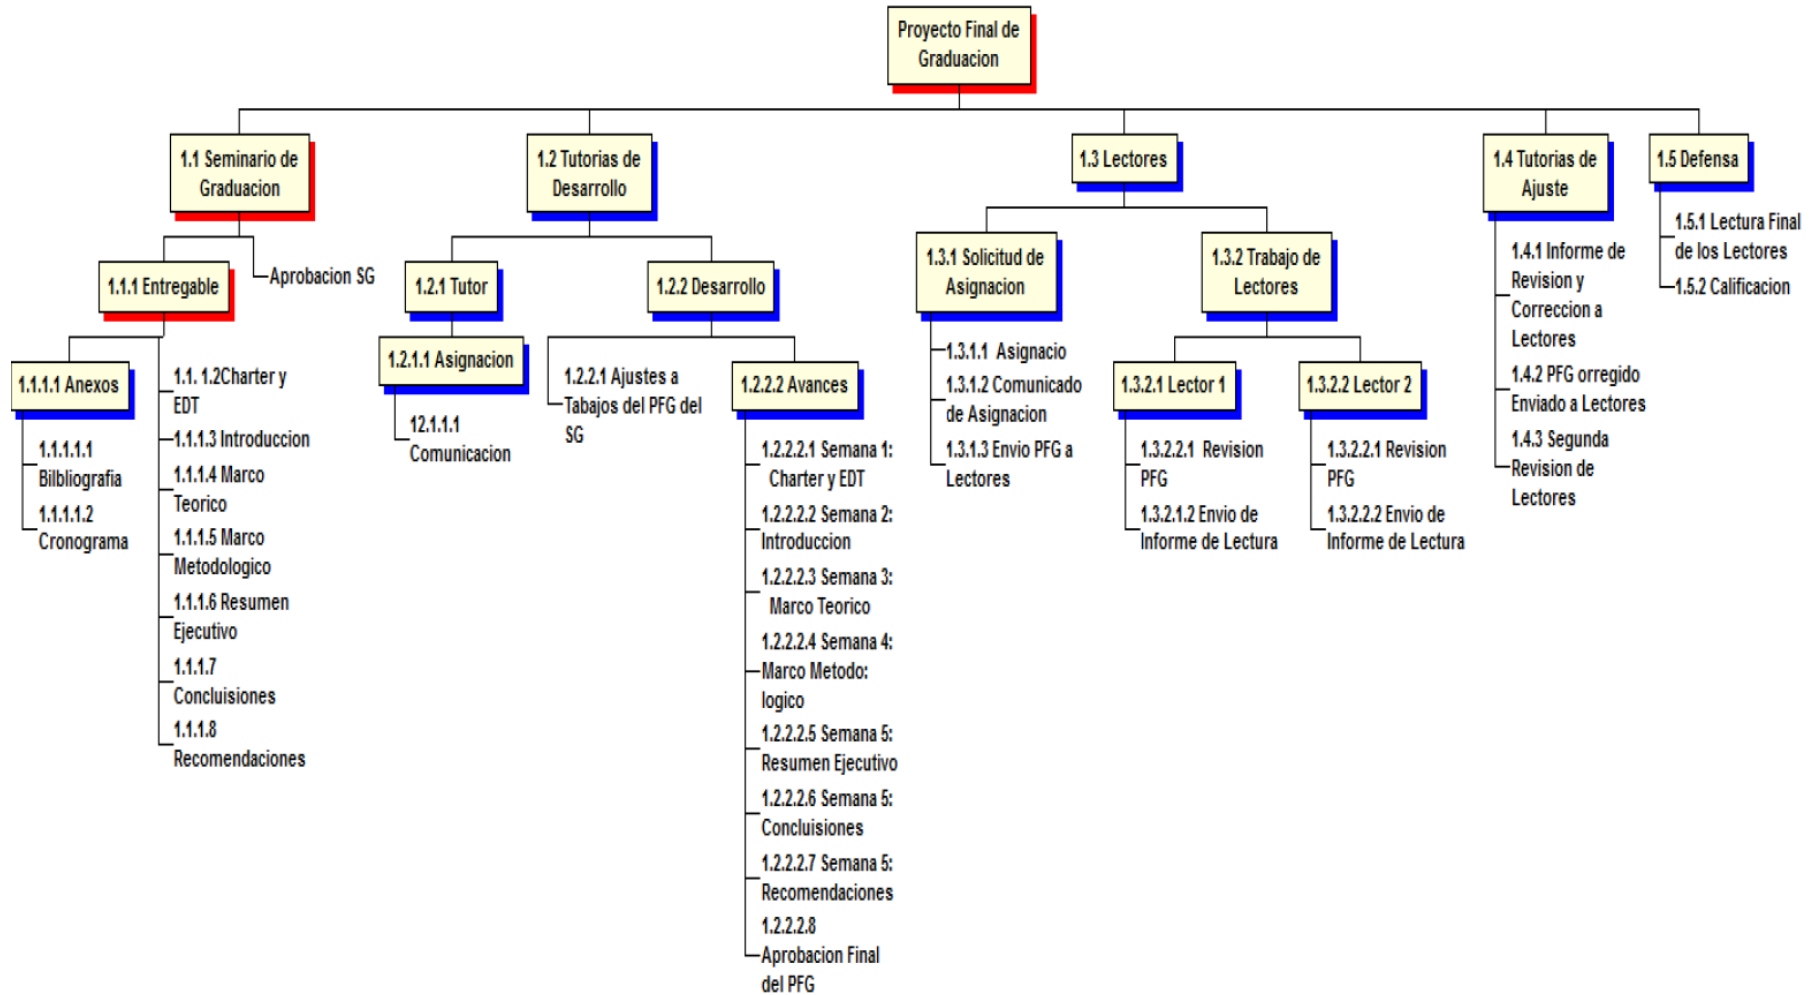 Proyecto Final de
Graduacion
1.1 Seminario de
Graduacion
1.1.1 Entregable
1.1.1.1 Anexos
1.1.1.1.1
Bilbliografia
1.1.1.1.2
Cronograma
1.1. 1.2Charter y
EDT
1.1.1.3 Introduccion
1.1.1.4 Marco
Teorico
1.1.1.5 Marco
Metodologico
1.1.1.6 Resumen
Ejecutivo
1.1.1.7
Concluisiones
1.1.1.8
Recomendaciones
Aprobacion SG
1.2 Tutorias de
Desarrollo
1.2.1 Tutor
1.2.1.1 Asignacion
12.1.1.1
Comunicacion
1.2.2 Desarrollo
1.2.2.1 Ajustes a
Tabajos del PFG del
SG
1.2.2.2 Avances
1.2.2.2.1 Semana 1:
Charter y EDT
1.2.2.2.2 Semana 2:
Introduccion
1.2.2.2.3 Semana 3:
Marco Teorico
1.2.2.2.4 Semana 4:
Marco Metodo:
logico
1.2.2.2.5 Semana 5:
Resumen Ejecutivo
1.2.2.2.6 Semana 5:
Concluisiones
1.2.2.2.7 Semana 5:
Recomendaciones
1.2.2.2.8
Aprobacion Final
del PFG
1.3 Lectores
1.3.1 Solicitud de
Asignacion
1.3.1.1 Asignacio
1.3.1.2 Comunicado
de Asignacion
1.3.1.3 Envio PFG a
Lectores
1.3.2 Trabajo de
Lectores
1.3.2.1 Lector 1
1.3.2.2.1 Revision
PFG
1.3.2.1.2 Envio de
Informe de Lectura
1.3.2.2 Lector 2
1.3.2.2.1 Revision
PFG
1.3.2.2.2 Envio de
Informe de Lectura
1.4 Tutorias de
Ajuste
1.4.1 Informe de
Revision y
Correccion a
Lectores
1.4.2 PFG orregido
Enviado a Lectores
1.4.3 Segunda
Revision de
Lectores
1.5 Defensa
1.5.1 Lectura Final
de los Lectores
1.5.2 Calificacion